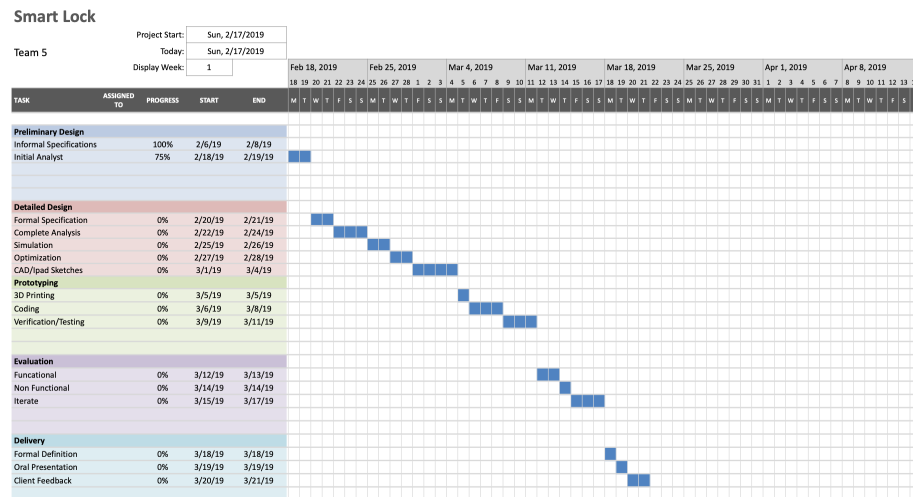 Smart Lock
Project Start: Sun, 2/17/2019
Team 5 Today: Sun, 2/17/2019
Display Week: 1 Feb 18, 2019 Feb 25, 2019 Mar 4, 2019 Mar 11, 2019 Mar 18, 2019 Mar 25, 2019 Apr 1, 2019 Apr 8, 2019
18 19 20 21 22 23 24 25 26 27 28 1 2 3 4 5 6 7 8 9 10 11 12 13 14 15 16 17 18 19 20 21 22 23 24 25 26 27 28 29 30 31 1 2 3 4 5 6 7 8 9 10 11 12 13
TASK ASSIGNED TO PROGRESS START END M T W T F S S M T W T F S S M T W T F S S M T W T F S S M T W T F S S M T W T F S S M T W T F S S M T W T F S
Preliminary Design
Informal Specifications 100% 2/6/19 2/8/19
Initial Analyst 75% 2/18/19 2/19/19
Detailed Design
Formal Specification 0% 2/20/19 2/21/19
Complete Analysis 0% 2/22/19 2/24/19
Simulation 0% 2/25/19 2/26/19
Optimization 0% 2/27/19 2/28/19
CAD/Ipad Sketches 0% 3/1/19 3/4/19
Prototyping
3D Printing 0% 3/5/19 3/5/19
Coding 0% 3/6/19 3/8/19
Verification/Testing 0% 3/9/19 3/11/19
Evaluation
Funcational 0% 3/12/19 3/13/19
Non Functional 0% 3/14/19 3/14/19
Iterate 0% 3/15/19 3/17/19
Delivery
Formal Definition 0% 3/18/19 3/18/19
Oral Presentation 0% 3/19/19 3/19/19
Client Feedback 0% 3/20/19 3/21/19